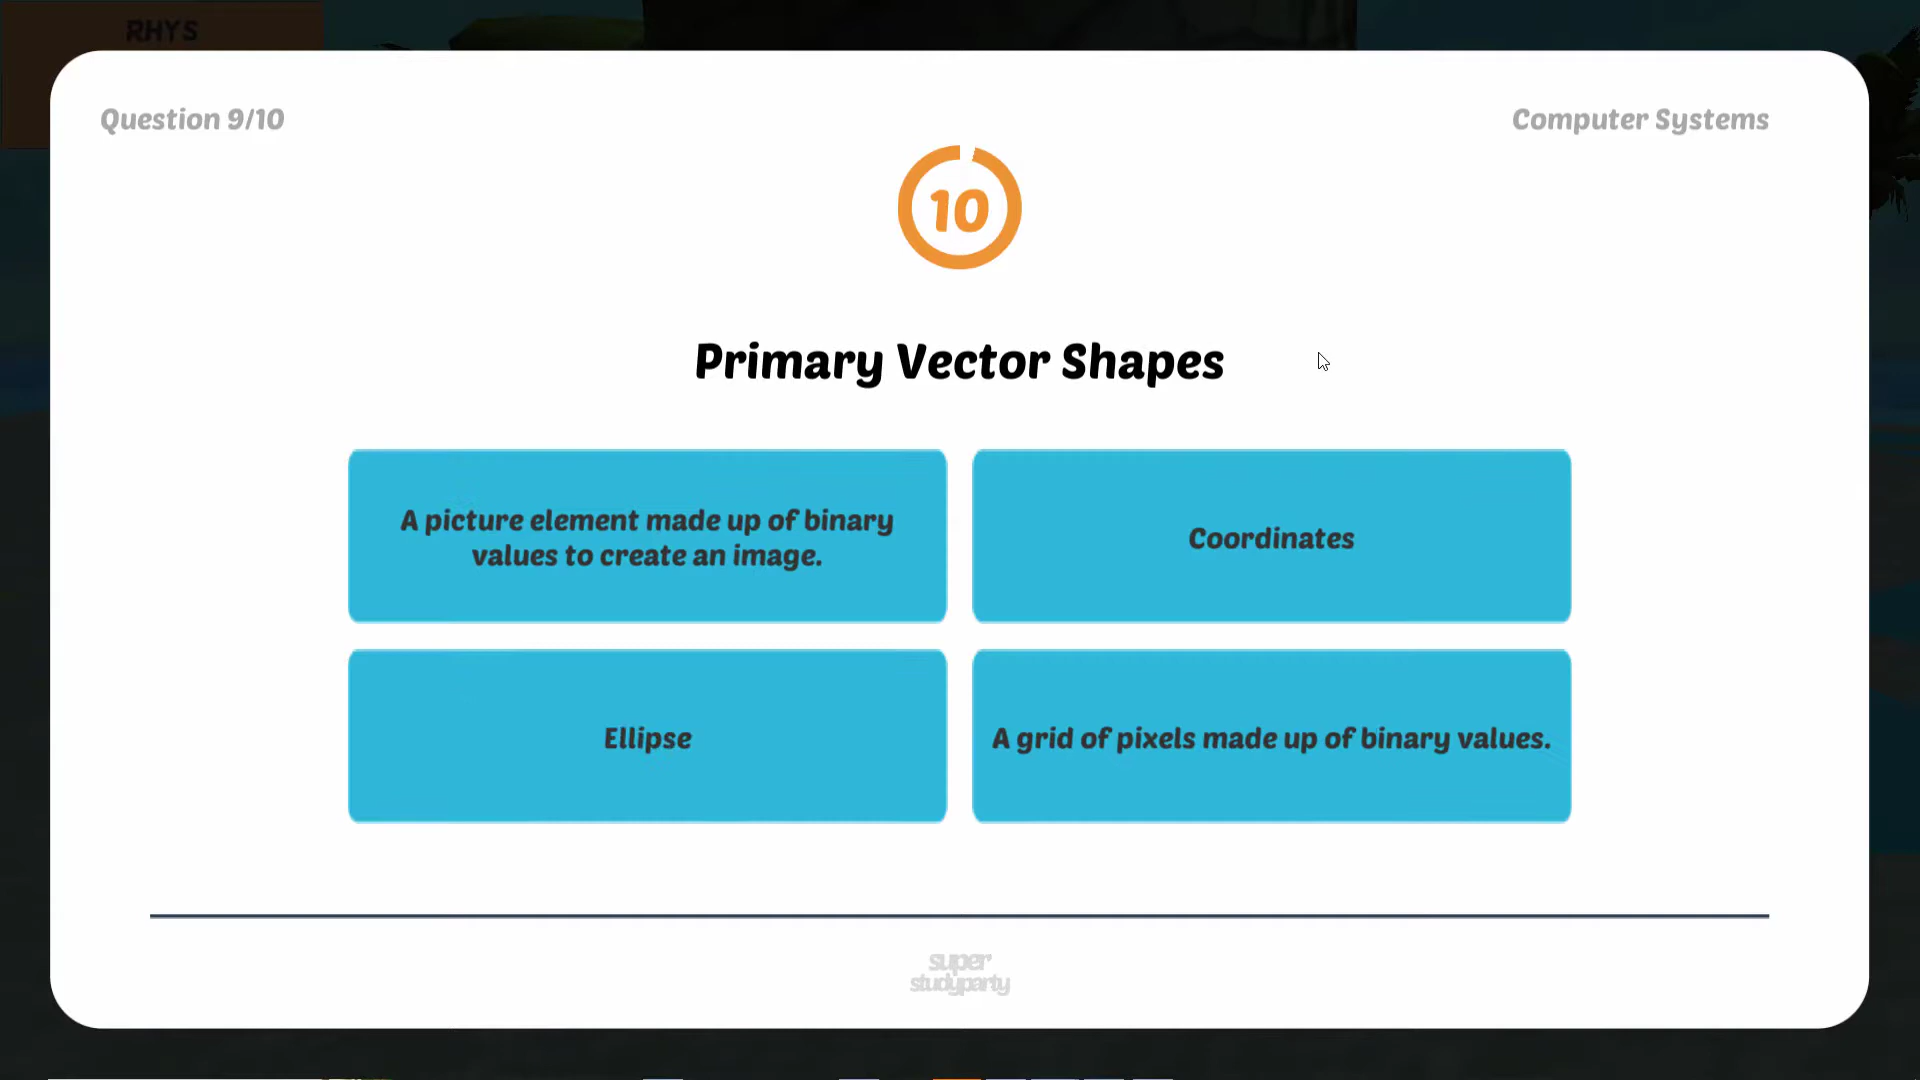 RHYS
Question 9/10
Computer Systems
10
Primary Vector Shapes
A picture element made up of binary
values to create an image.
Coordinates
Ellipse
A grid of pixels made up of binary values.
super
studyparty